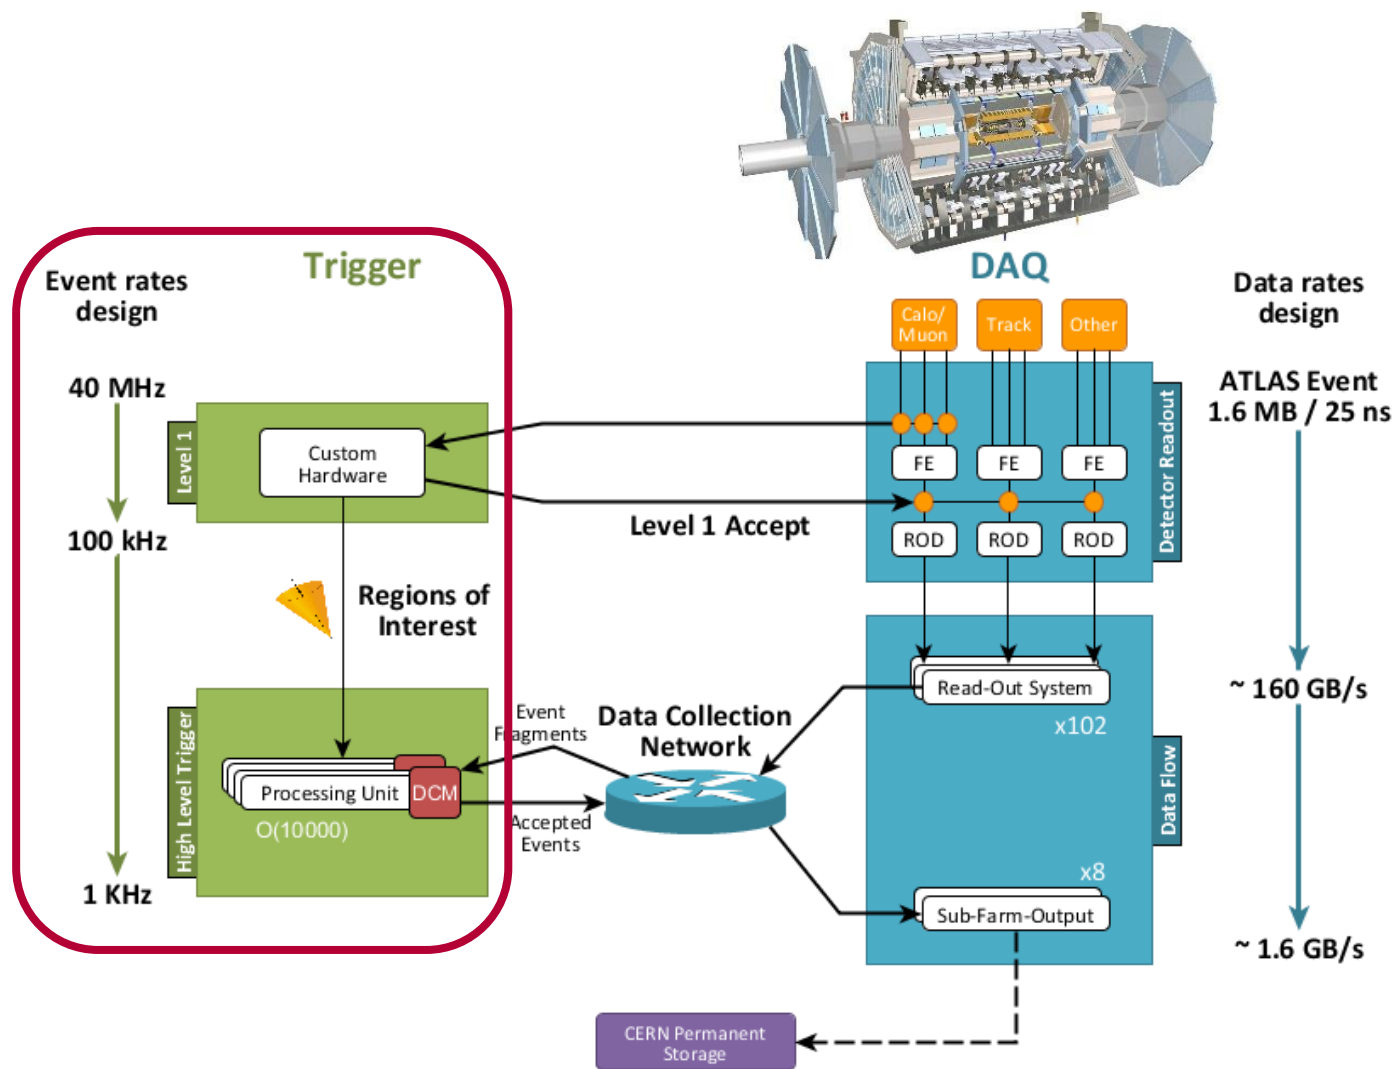 Trigger
DAQ
Event rates
design
Data rates
design
Calo/
Muon
Track
Other
40 MHz
ATLAS Event
1.6 MB / 25 ns
Level 1
Custom
Hardware
FE
FE
FE
Detector Readout
Level 1 Accept
100 kHz
ROD
ROD
ROD
Regions of
Interest
~ 160 GB/s
Read-Out System
x102
High Level Trigger
Event
Fragments
Data Collection
Network
Processing Unit
DCM
O(10000)
Accepted
Events
Data Flow
x8
1 KHz
Sub-Farm-Output
~ 1.6 GB/s
CERN Permanent
Storage